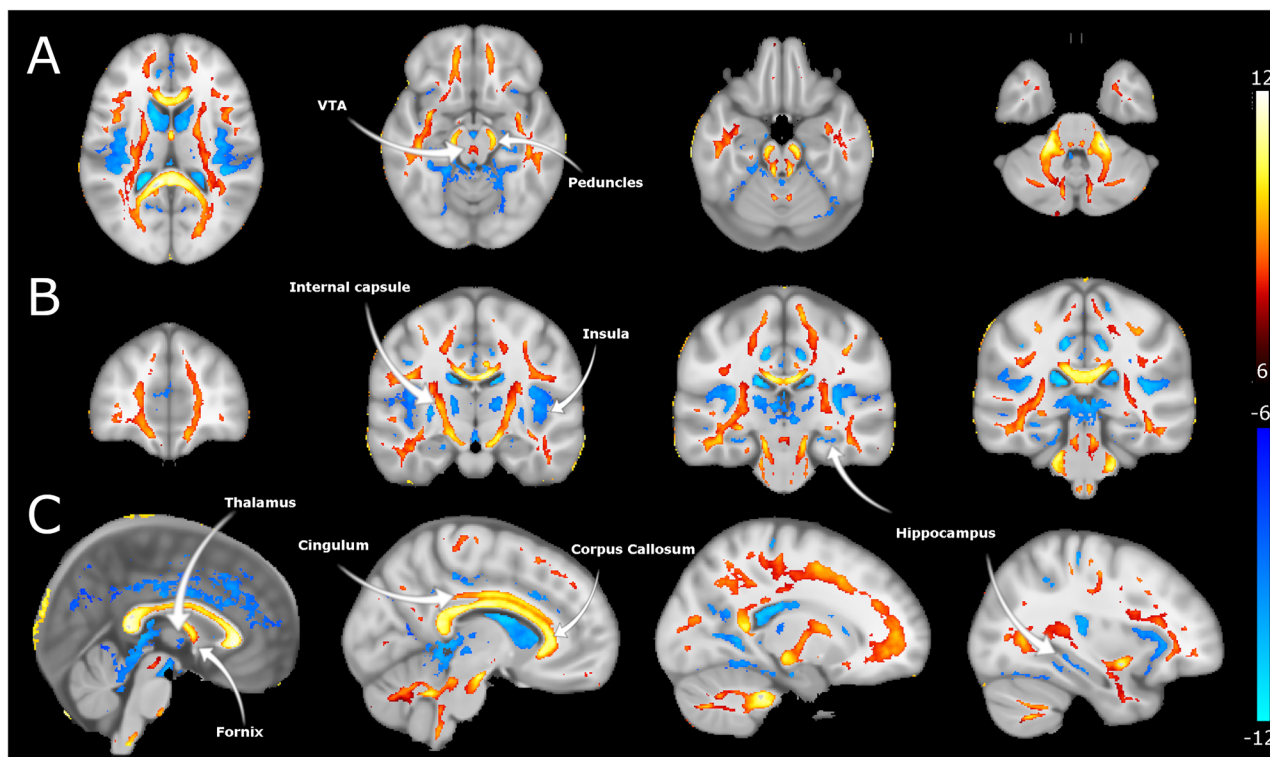 A
12
VTA
Peduncles
B
Internal capsule
Insula
6
-6
C
Thalamus
Cingulum
Corpus Callosum
Hippocampus
Fornix
-12